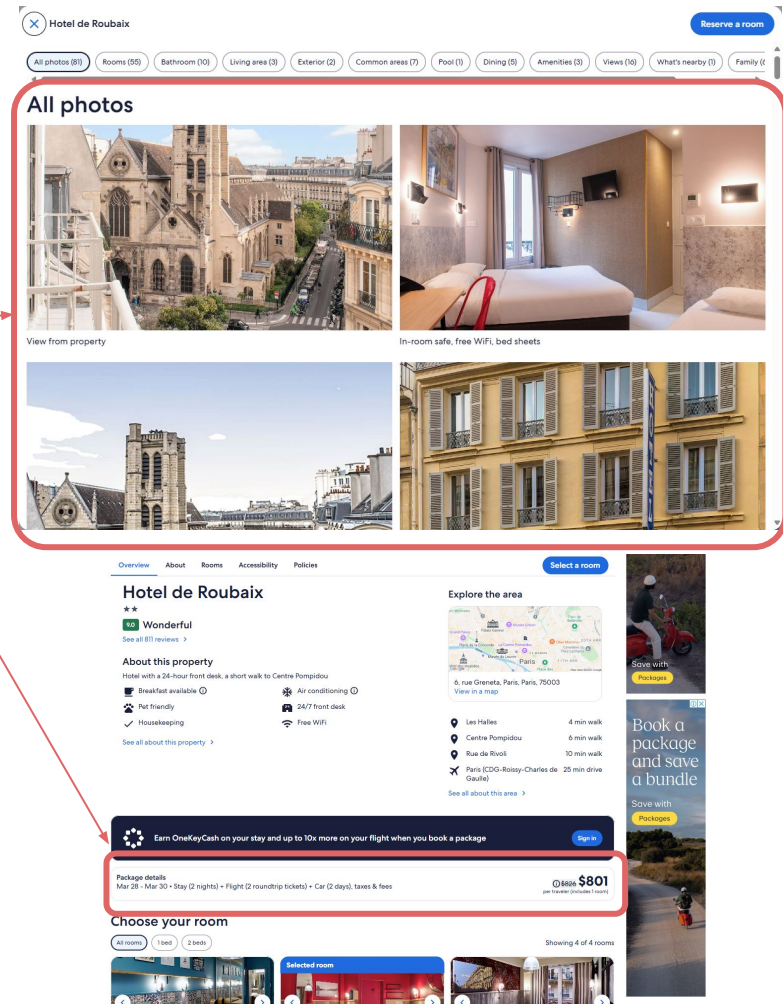 Hotel de Roubaix
Reserve a room
All photos (81)
Rooms (55)
Bathroom (10)
Living area (3)
Exterior (2)
Common areas (7)
Pool (1)
Dining (5)
Amenities (3)
Views (16)
What's nearby (1)
Family (6
All photos
View from property
In-room safe, free WiFi, bed sheets
HOTEL
Overview About Rooms Accessibility Policies
Select a room
Hotel de Roubaix
9.0 Wonderful
See all 811 reviews
About this property
Hotel with a 24-hour front desk, a short walk to Centre Pompidou
Breakfast available
Air conditioning
Pet friendly
24/7 front desk
Housekeeping
Free WiFi
See all about this property
Explore the area
Paris
6, rue Greneta, Paris, Paris, 75003
View in a map
Les Halles 4 min walk
Centre Pompidou 6 min walk
Rue de Rivoli 10 min walk
Paris (CDG-Roissy-Charles de Gaulle) 25 min drive
See all about this area
Save with
Packages
Book a
package
and save
a bundle
Save with
Packages
Earn OneKeyCash on your stay and up to 10x more on your flight when you book a package
Sign in
Package details
Mar 28 - Mar 30 • Stay (2 nights) + Flight (2 roundtrip tickets) + Car (2 days), taxes & fees
$826 $801
per traveler (includes 1 room)
Choose your room
All rooms
1 bed
2 beds
Showing 4 of 4 rooms
Selected room